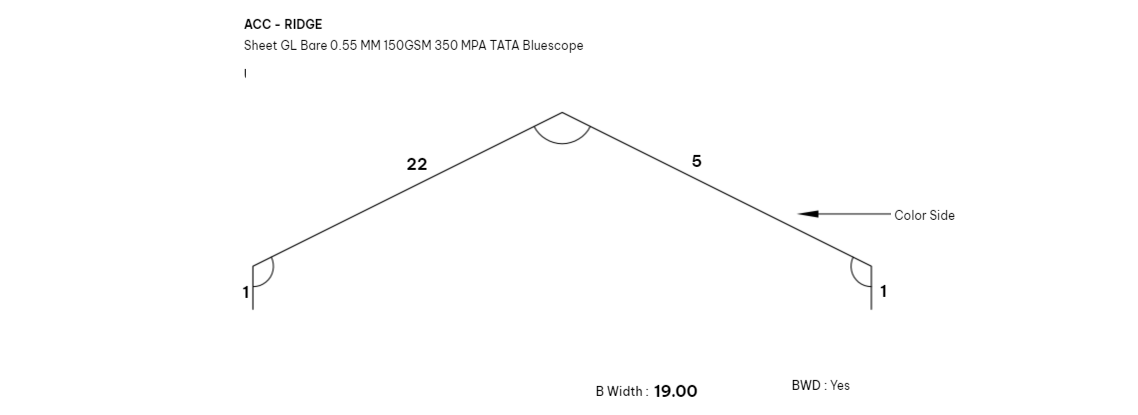 ACC - RIDGE
Sheet GL Bare 0.55 MM 150GSM 350 MPA TATA Bluescope
I
22
5
Color Side
1
1
B Width : 19.00
BWD : Yes